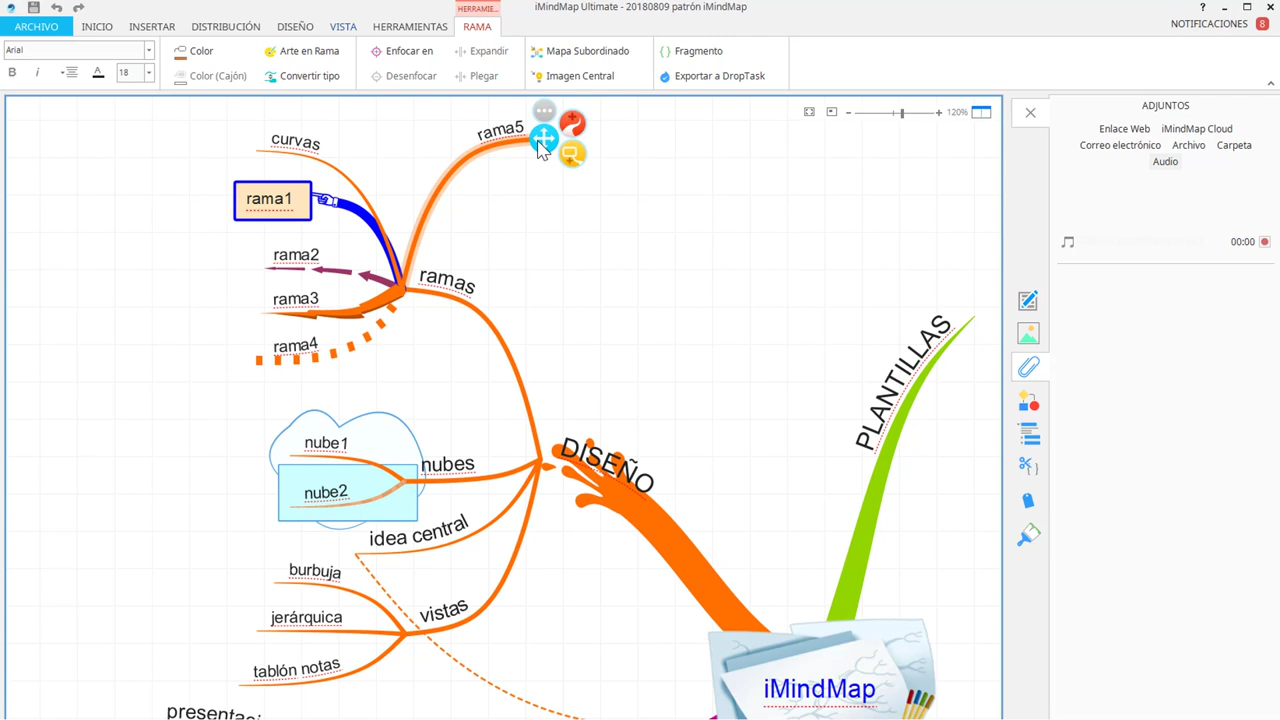 HERRAMIE...
iMindMap Ultimate - 20180809 patrón iMindMap
?
ARCHIVO INICIO INSERTAR DISTRIBUCIÓN DISEÑO VISTA HERRAMIENTAS RAMA NOTIFICACIONES 8
Arial
Color
Arte en Rama
Enfocar en
Expandir
Mapa Subordinado
Fragmento
B i A 18
Color (Cajón)
Convertir tipo
Desenfocar
Plegar
Imagen Central
Exportar a DropTask
120%
ADJUNTOS
Enlace Web iMindMap Cloud
Correo electrónico Archivo Carpeta
Audio
00:00
curvas
rama5
rama1
rama2
rama3
rama4
ramas
nube1
nube2
nubes
idea central
burbuja
jerárquica
tablón notas
vistas
DISEÑO
PLANTILLAS
iMindMap
presentaci